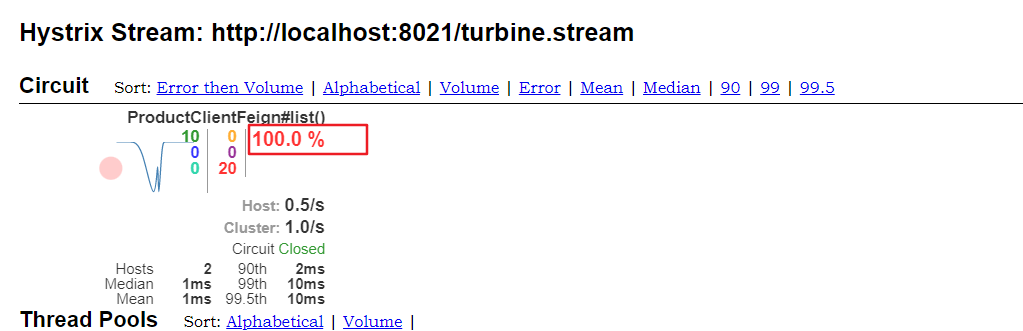 Hystrix Stream: http://localhost:8021/turbine.stream
Circuit Sort: Error then Volume | Alphabetical | Volume | Error | Mean | Median | 90 | 99 | 99.5
ProductClientFeign#list()
10 0 100.0 %
0 0
0 20
Host: 0.5/s
Cluster: 1.0/s
Circuit Closed
Hosts 2 90th 2ms
Median 1ms 99th 10ms
Mean 1ms 99.5th 10ms
Thread Pools Sort: Alphabetical | Volume |